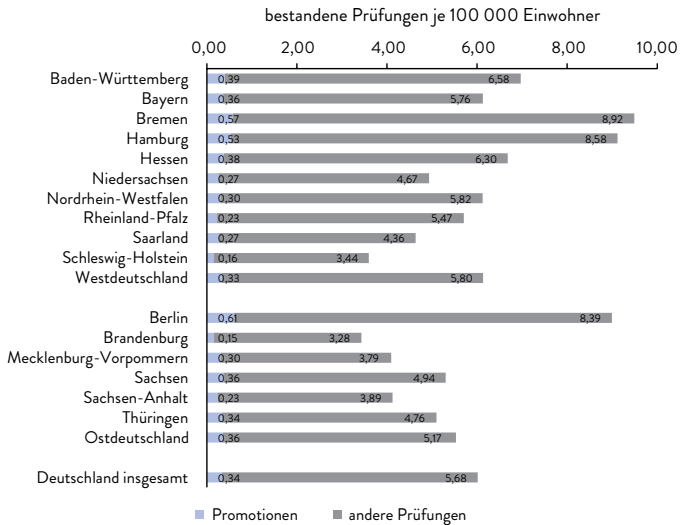 bestandene Prüfungen je 100 000 Einwohner
0,00 2,00 4,00 6,00 8,00 10,00
Baden-Württemberg 0,39 6,58
Bayern 0,36 5,76
Bremen 0,57 8,92
Hamburg 0,53 8,58
Hessen 0,38 6,30
Niedersachsen 0,27 4,67
Nordrhein-Westfalen 0,30 5,82
Rheinland-Pfalz 0,23 5,47
Saarland 0,27 4,36
Schleswig-Holstein 0,16 3,44
Westdeutschland 0,33 5,80
Berlin 0,61 8,39
Brandenburg 0,15 3,28
Mecklenburg-Vorpommern 0,30 3,79
Sachsen 0,36 4,94
Sachsen-Anhalt 0,23 3,89
Thüringen 0,34 4,76
Ostdeutschland 0,36 5,17
Deutschland insgesamt 0,34 5,68
Promotionen andere Prüfungen